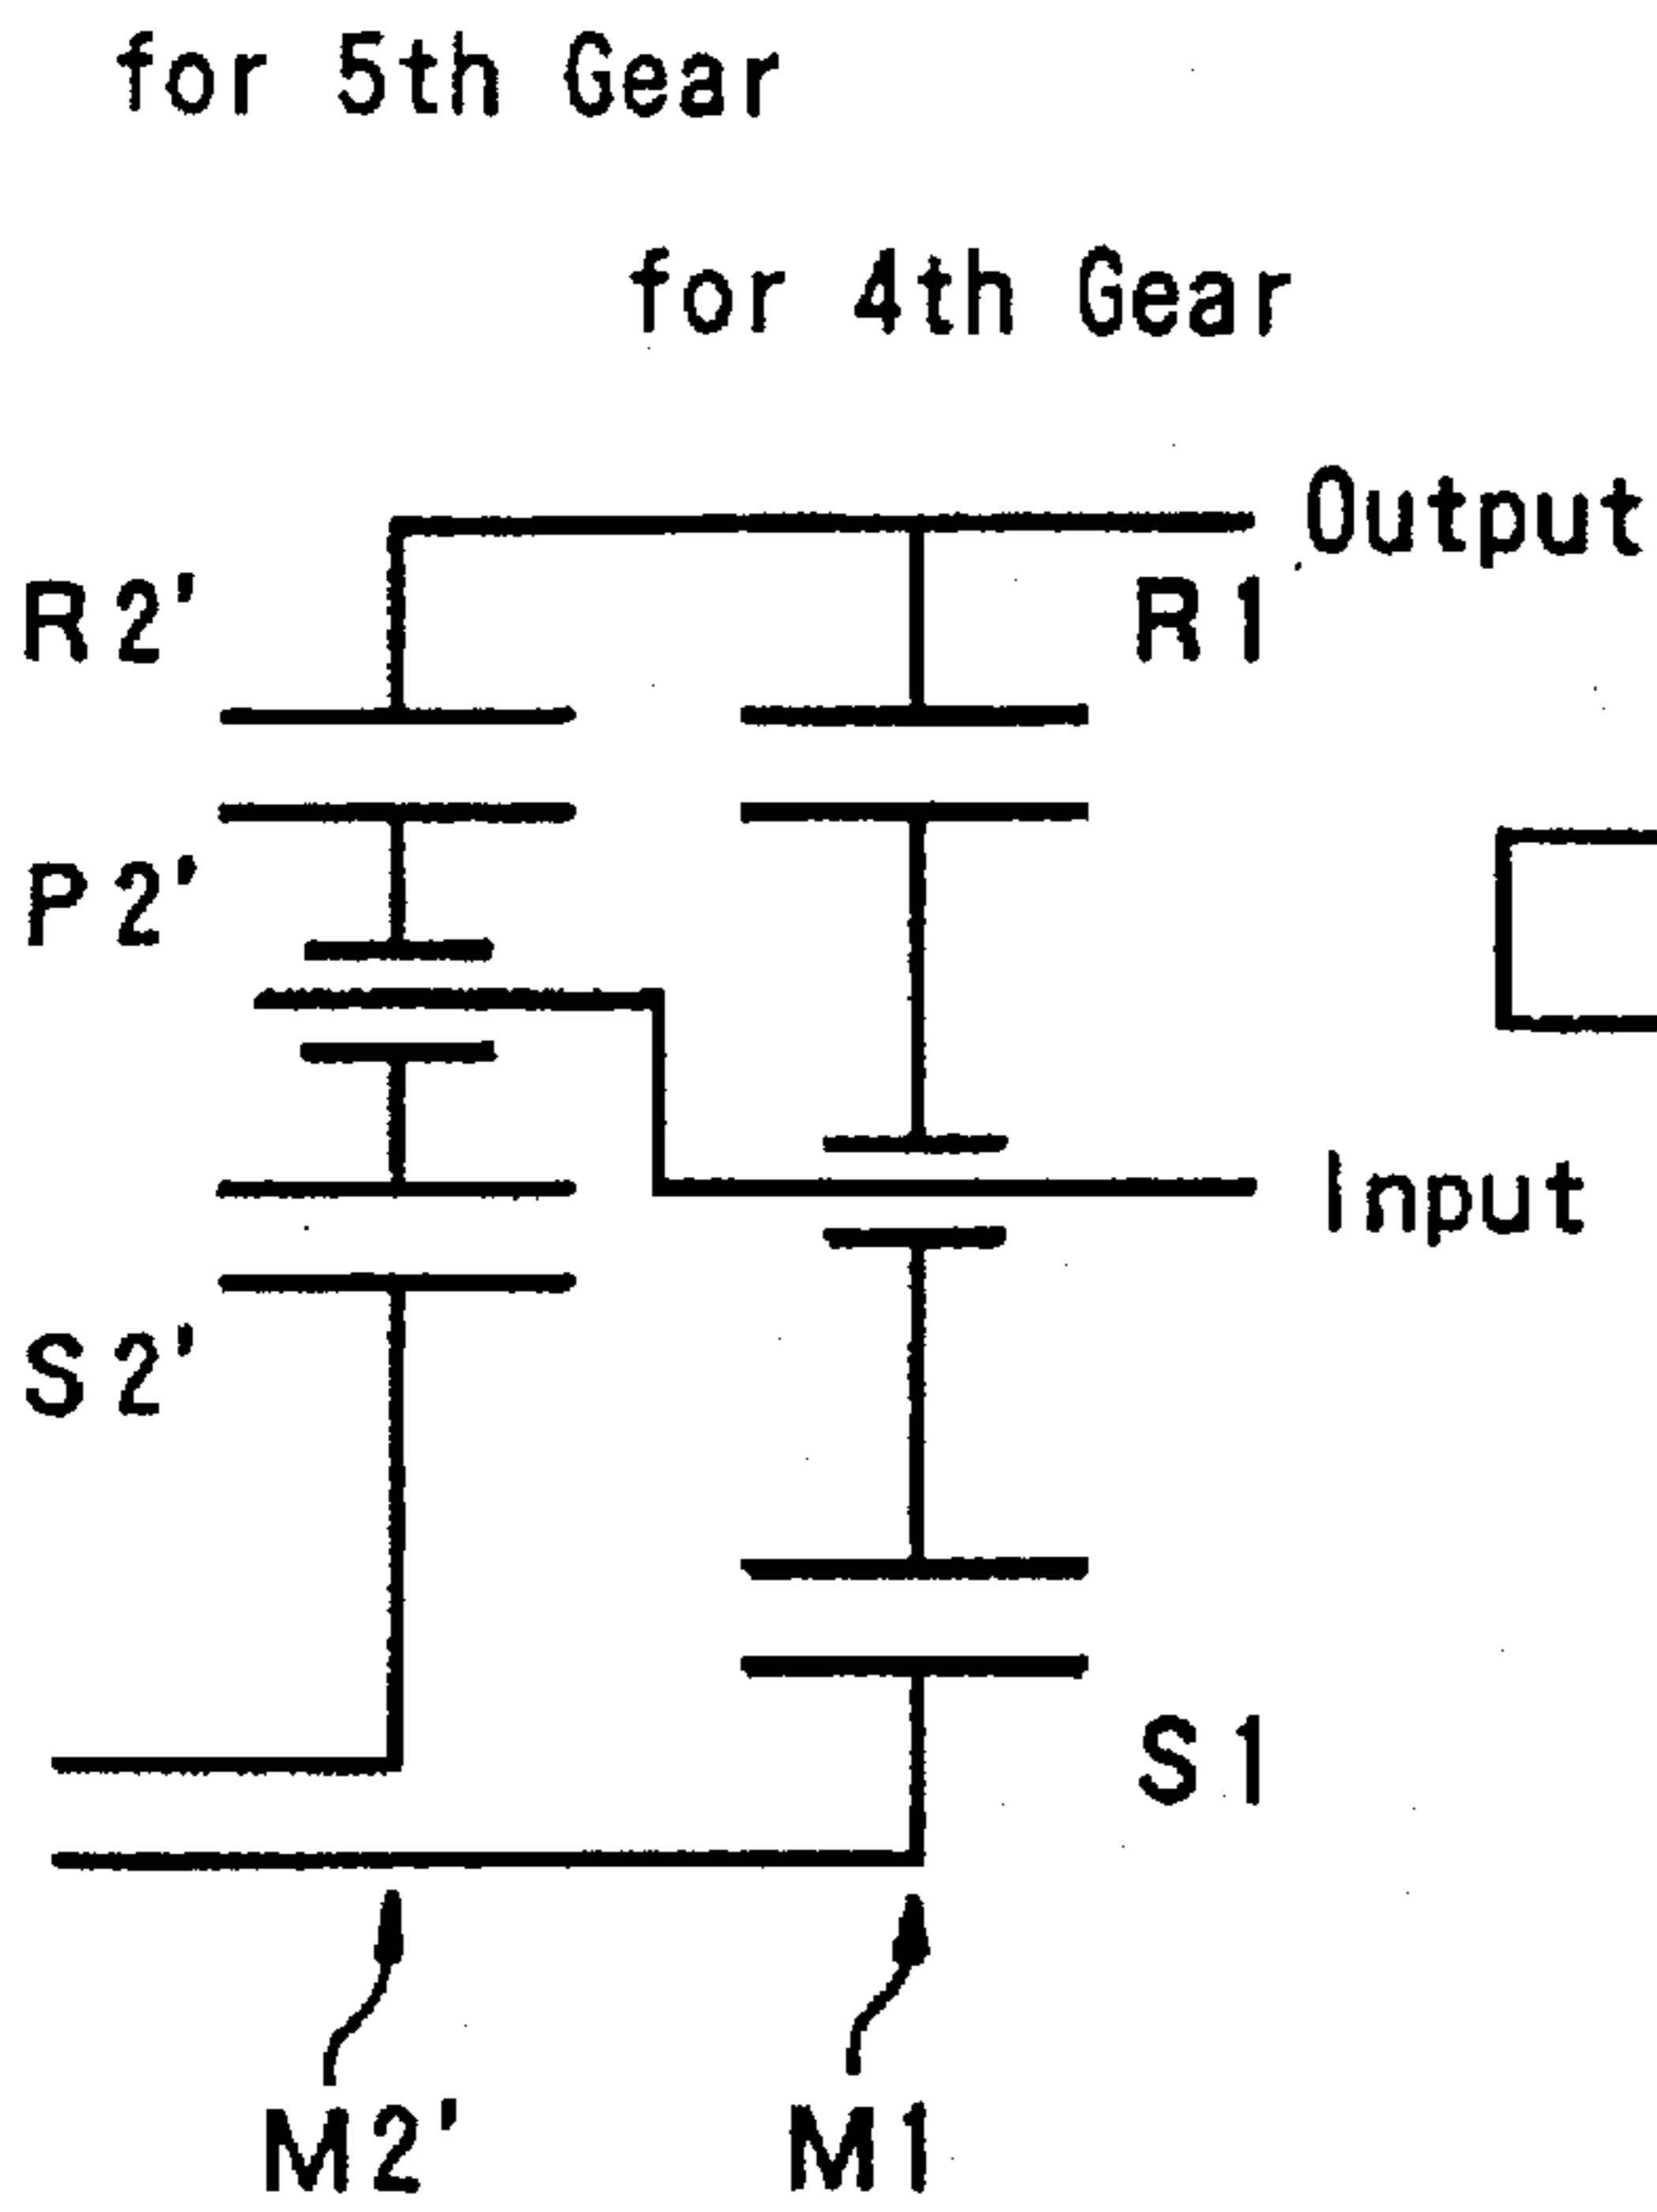 for 5th Gear
for 4th Gear
Output
R2'
R1
P2'
Input
S2'
S1
M2'
M1